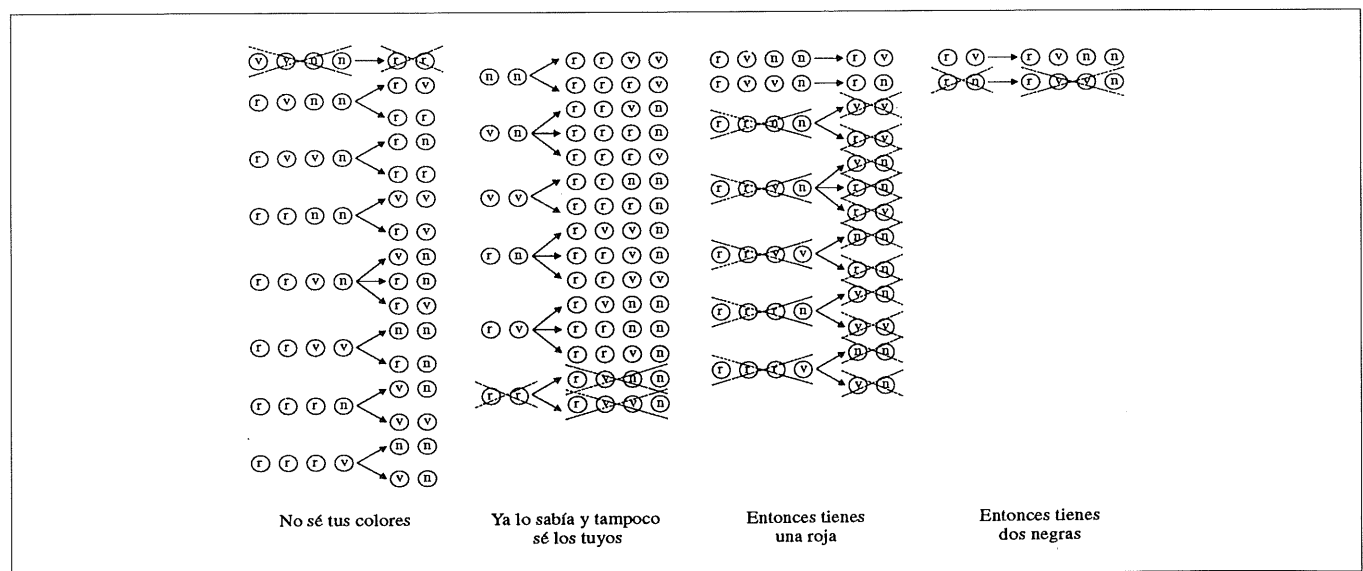 v v n n r r
r v n n
r v
r r
r v v n
r n
r r
r r n n
v v
r v
r r v n
v n
r n
r v
r r v v
n n
r n
r r r n
v n
v v
r r r v
n n
v n
No sé tus colores
n n
r r v v
r r r v
v n
r r v n
r r r n
r r r v
v v
r r n n
r r r n
r n
r v v n
r r v n
r r v v
r v
r v n n
r r n n
r r v n
r r
r v n n
r v v n
Ya lo sabía y tampoco
sé los tuyos
r v n n r v
r v v n r n
r r n n
v v
r v
r r v n
v n
r n
r v
r r v v
n n
r n
r r r n
v n
v v
r r r v
n n
v n
Entonces tienes
una roja
r v r v n n
r n r v v n
Entonces tienes
dos negras